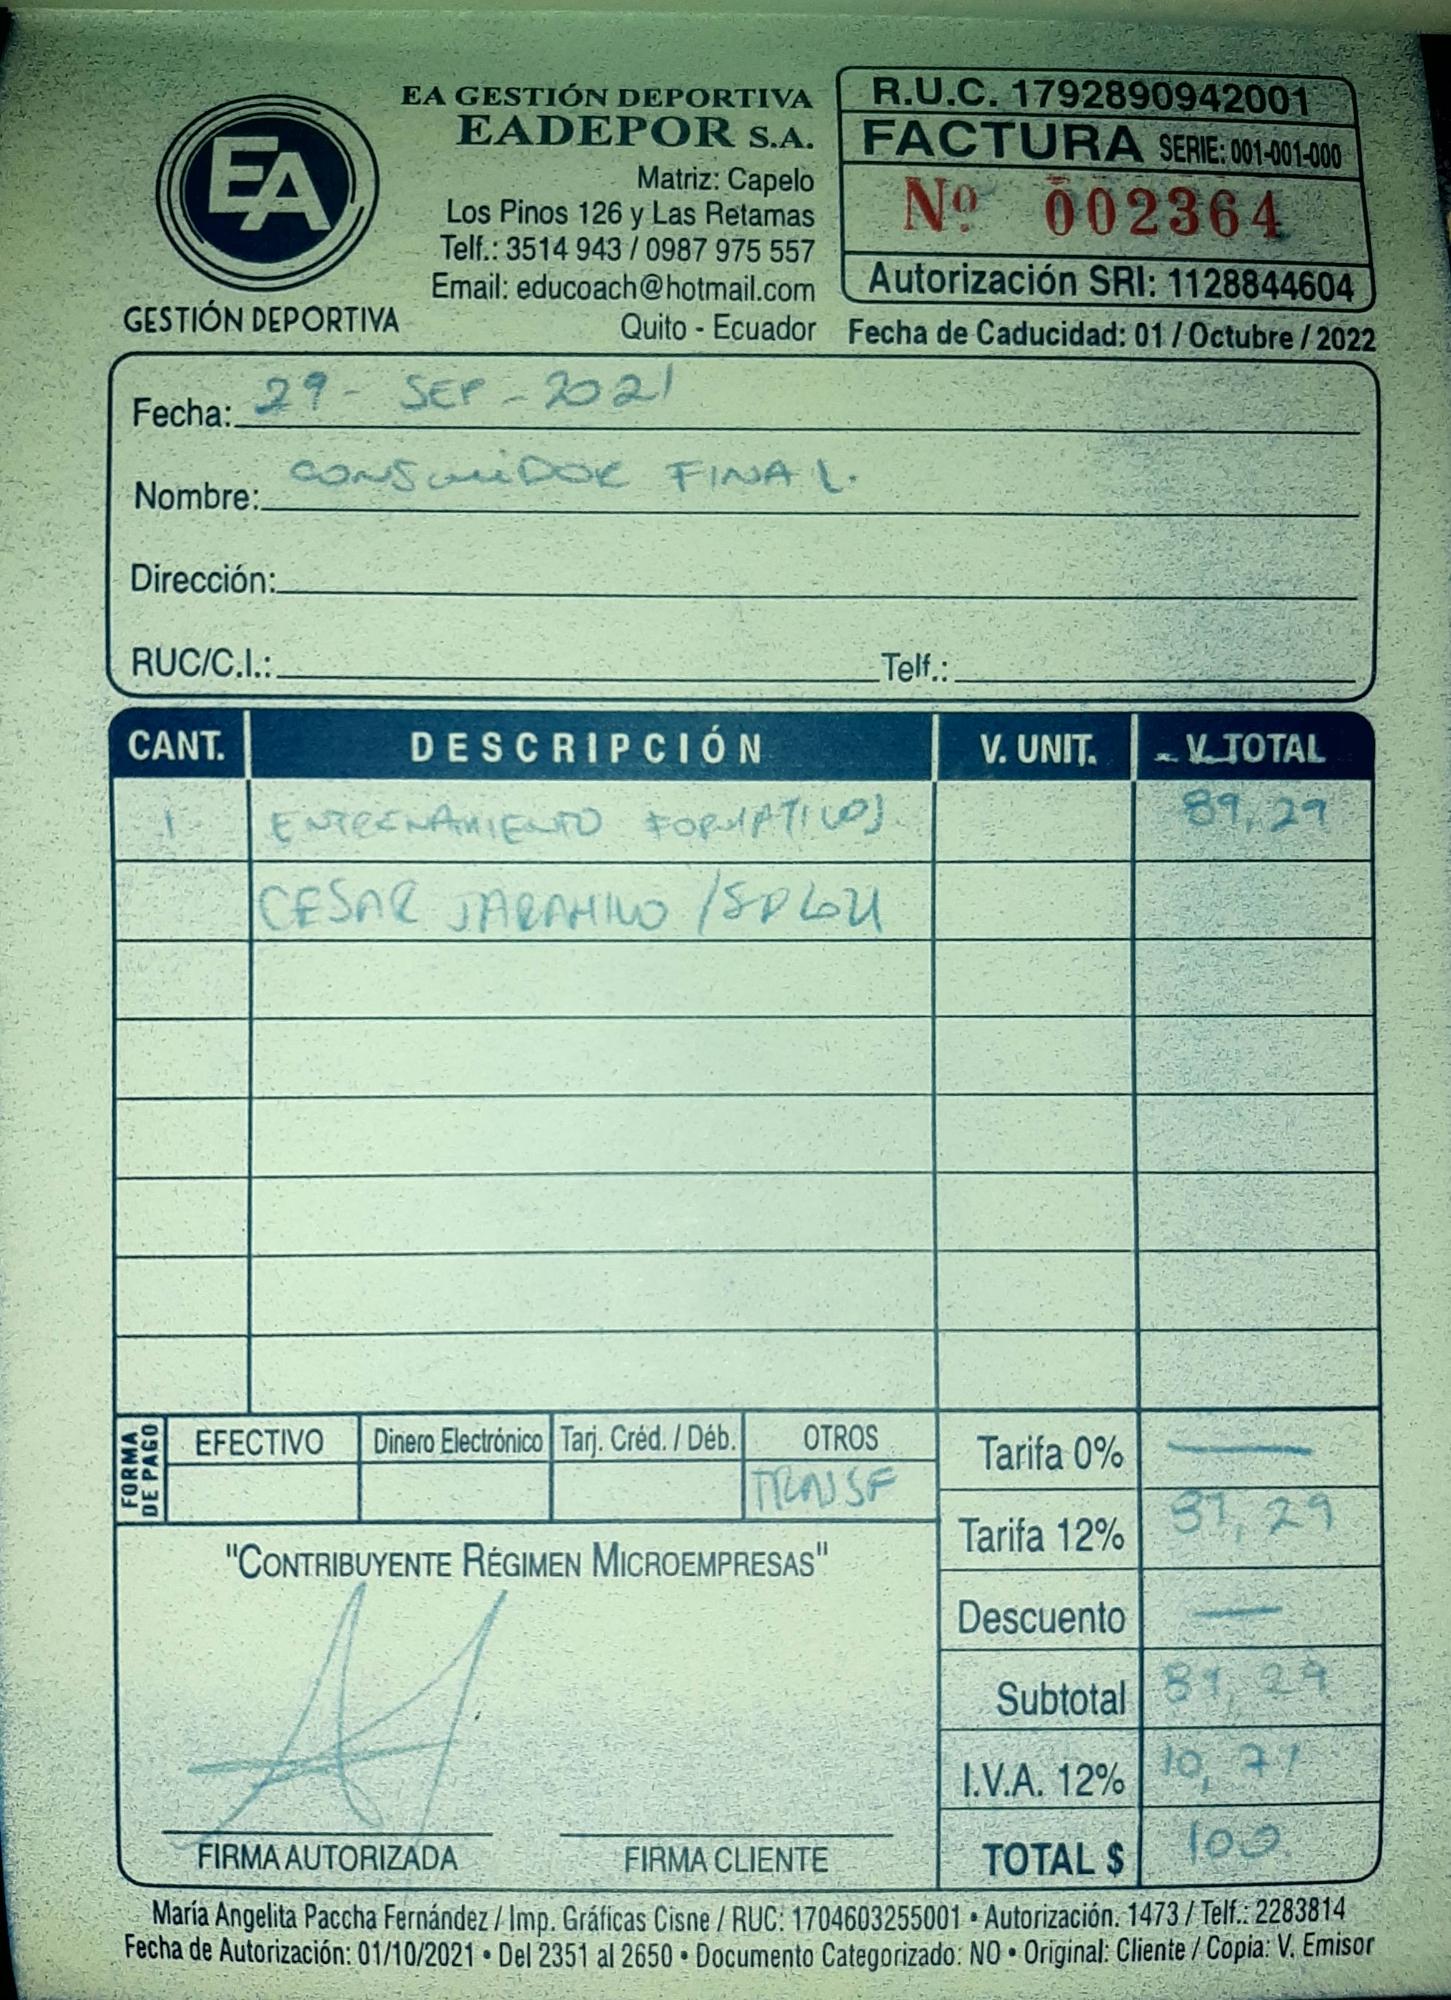 EA
GESTIÓN DEPORTIVA
EA GESTIÓN DEPORTIVA
EADEPOR S.A.
Matriz: Capelo
Los Pinos 126 y Las Retamas
Telf.: 3514 943 / 0987 975 557
Email: educoach@hotmail.com
Quito - Ecuador
R.U.C. 1792890942001
FACTURA SERIE: 001-001-000
Nº 002364
Autorización SRI: 1128844604
Fecha de Caducidad: 01 / Octubre / 2022
Fecha: 29 - SEP - 2021
Nombre: CONSUMIDOR FINAL.
Dirección:
RUC/C.I.: Telf.:
CANT. DESCRIPCIÓN V. UNIT. V. TOTAL
1 ENTRENAMIENTO FORMATIVOS 89,29
CESAR JARAMILLO /
FORMA DE PAGO EFECTIVO Dinero Electrónico Tarj. Créd. / Déb. OTROS
TRANSF
Tarifa 0% —
Tarifa 12% 89,29
Descuento —
Subtotal 89,29
I.V.A. 12% 10,71
TOTAL $ 100
"CONTRIBUYENTE RÉGIMEN MICROEMPRESAS"
FIRMA AUTORIZADA FIRMA CLIENTE
María Angelita Paccha Fernández / Imp. Gráficas Cisne / RUC: 1704603255001 • Autorización. 1473 / Telf.: 2283814
Fecha de Autorización: 01/10/2021 • Del 2351 al 2650 • Documento Categorizado: NO • Original: Cliente / Copia: V. Emisor